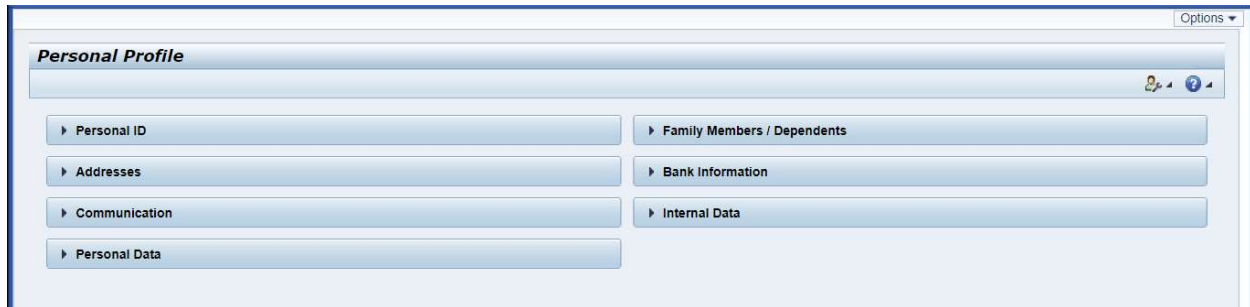 Options
Personal Profile
Personal ID
Family Members / Dependents
Addresses
Bank Information
Communication
Internal Data
Personal Data